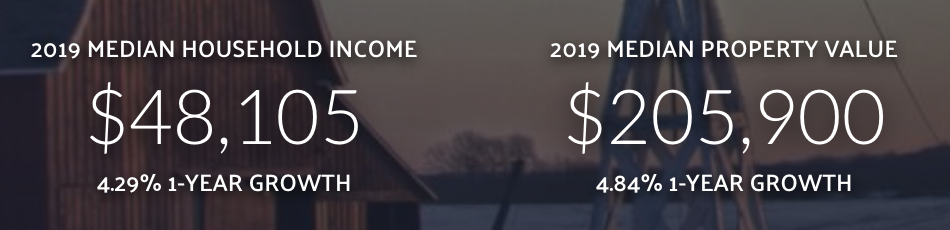 2019 MEDIAN HOUSEHOLD INCOME
$48,105
4.29% 1-YEAR GROWTH
2019 MEDIAN PROPERTY VALUE
$205,900
4.84% 1-YEAR GROWTH